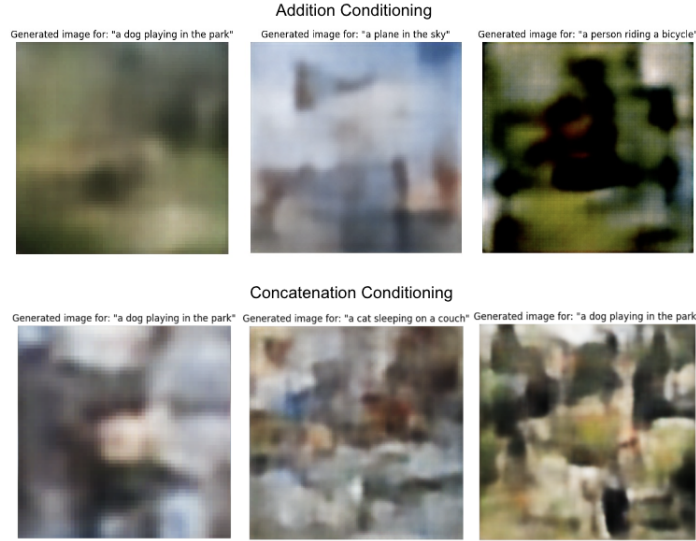 Addition Conditioning
Generated image for: "a dog playing in the park"
Generated image for: "a plane in the sky"
Generated image for: "a person riding a bicycle"
Concatenation Conditioning
Generated image for: "a dog playing in the park"
Generated image for: "a cat sleeping on a couch"
Generated image for: "a dog playing in the park